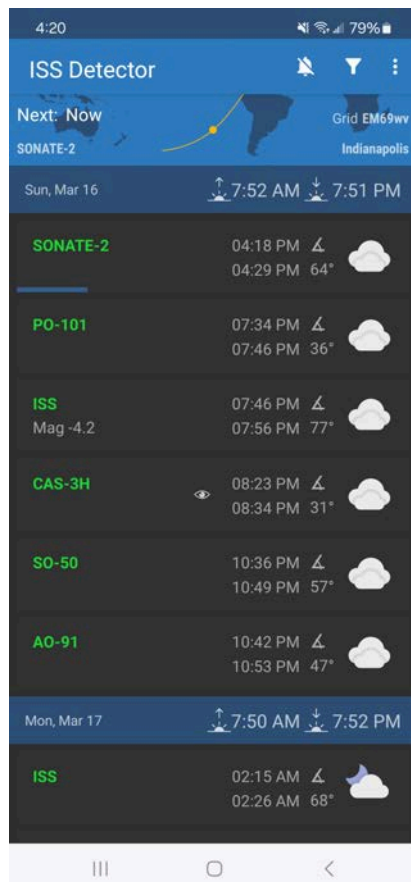 4:20 79%
ISS Detector
Next: Now
Grid EM69wv
SONATE-2
Indianapolis
Sun, Mar 16 7:52 AM 7:51 PM
SONATE-2 04:18 PM
04:29 PM 64°
PO-101 07:34 PM
07:46 PM 36°
ISS 07:46 PM
Mag -4.2 07:56 PM 77°
CAS-3H 08:23 PM
08:34 PM 31°
SO-50 10:36 PM
10:49 PM 57°
AO-91 10:42 PM
10:53 PM 47°
Mon, Mar 17 7:50 AM 7:52 PM
ISS 02:15 AM
02:26 AM 68°